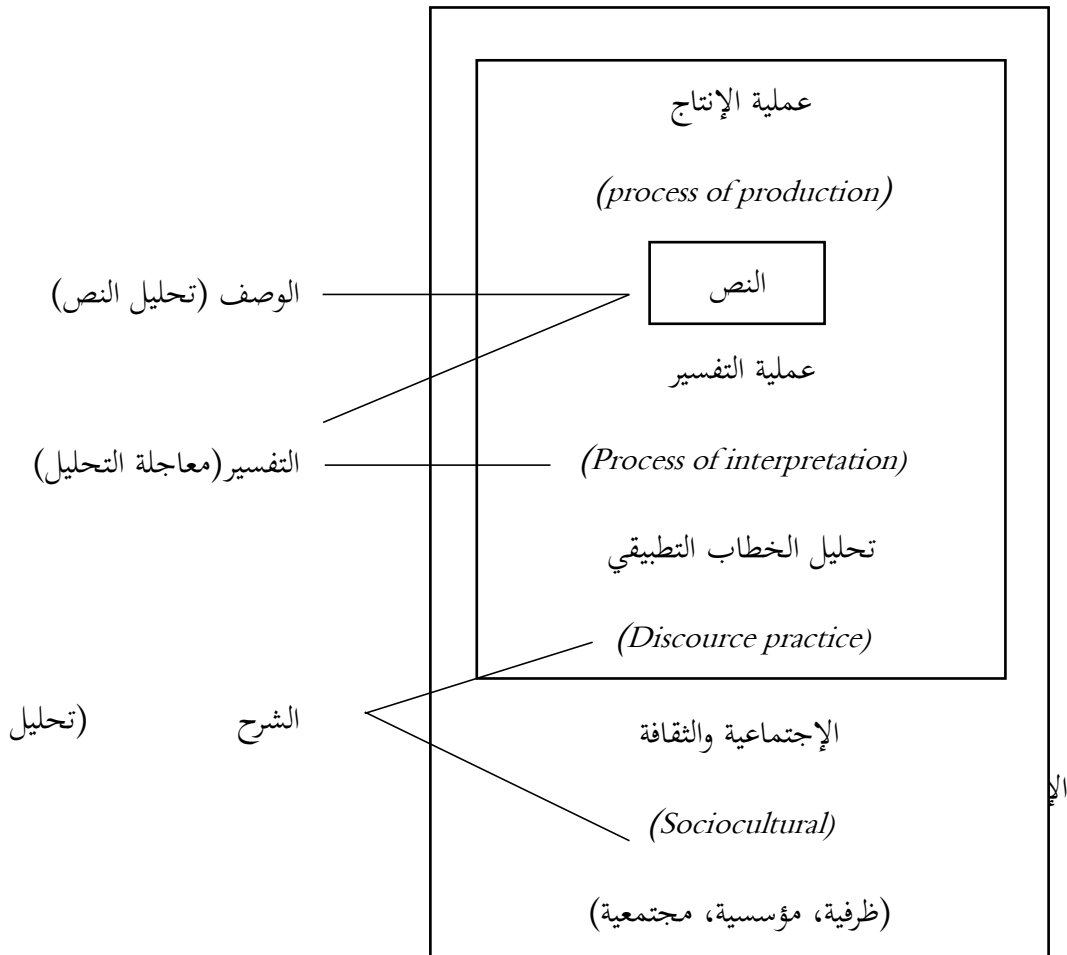 عملية الإنتاج
(process of production)
النص
الوصف (تحليل النص)
عملية التفسير
(Process of interpretation)
التفسير(معاجلة التحليل)
تحليل الخطاب التطبيقي
(Discource practice)
الشرح (تحليل
الإجتماعية والثقافة
(Sociocultural)
(ظرفية، مؤسسية، مجتمعية)